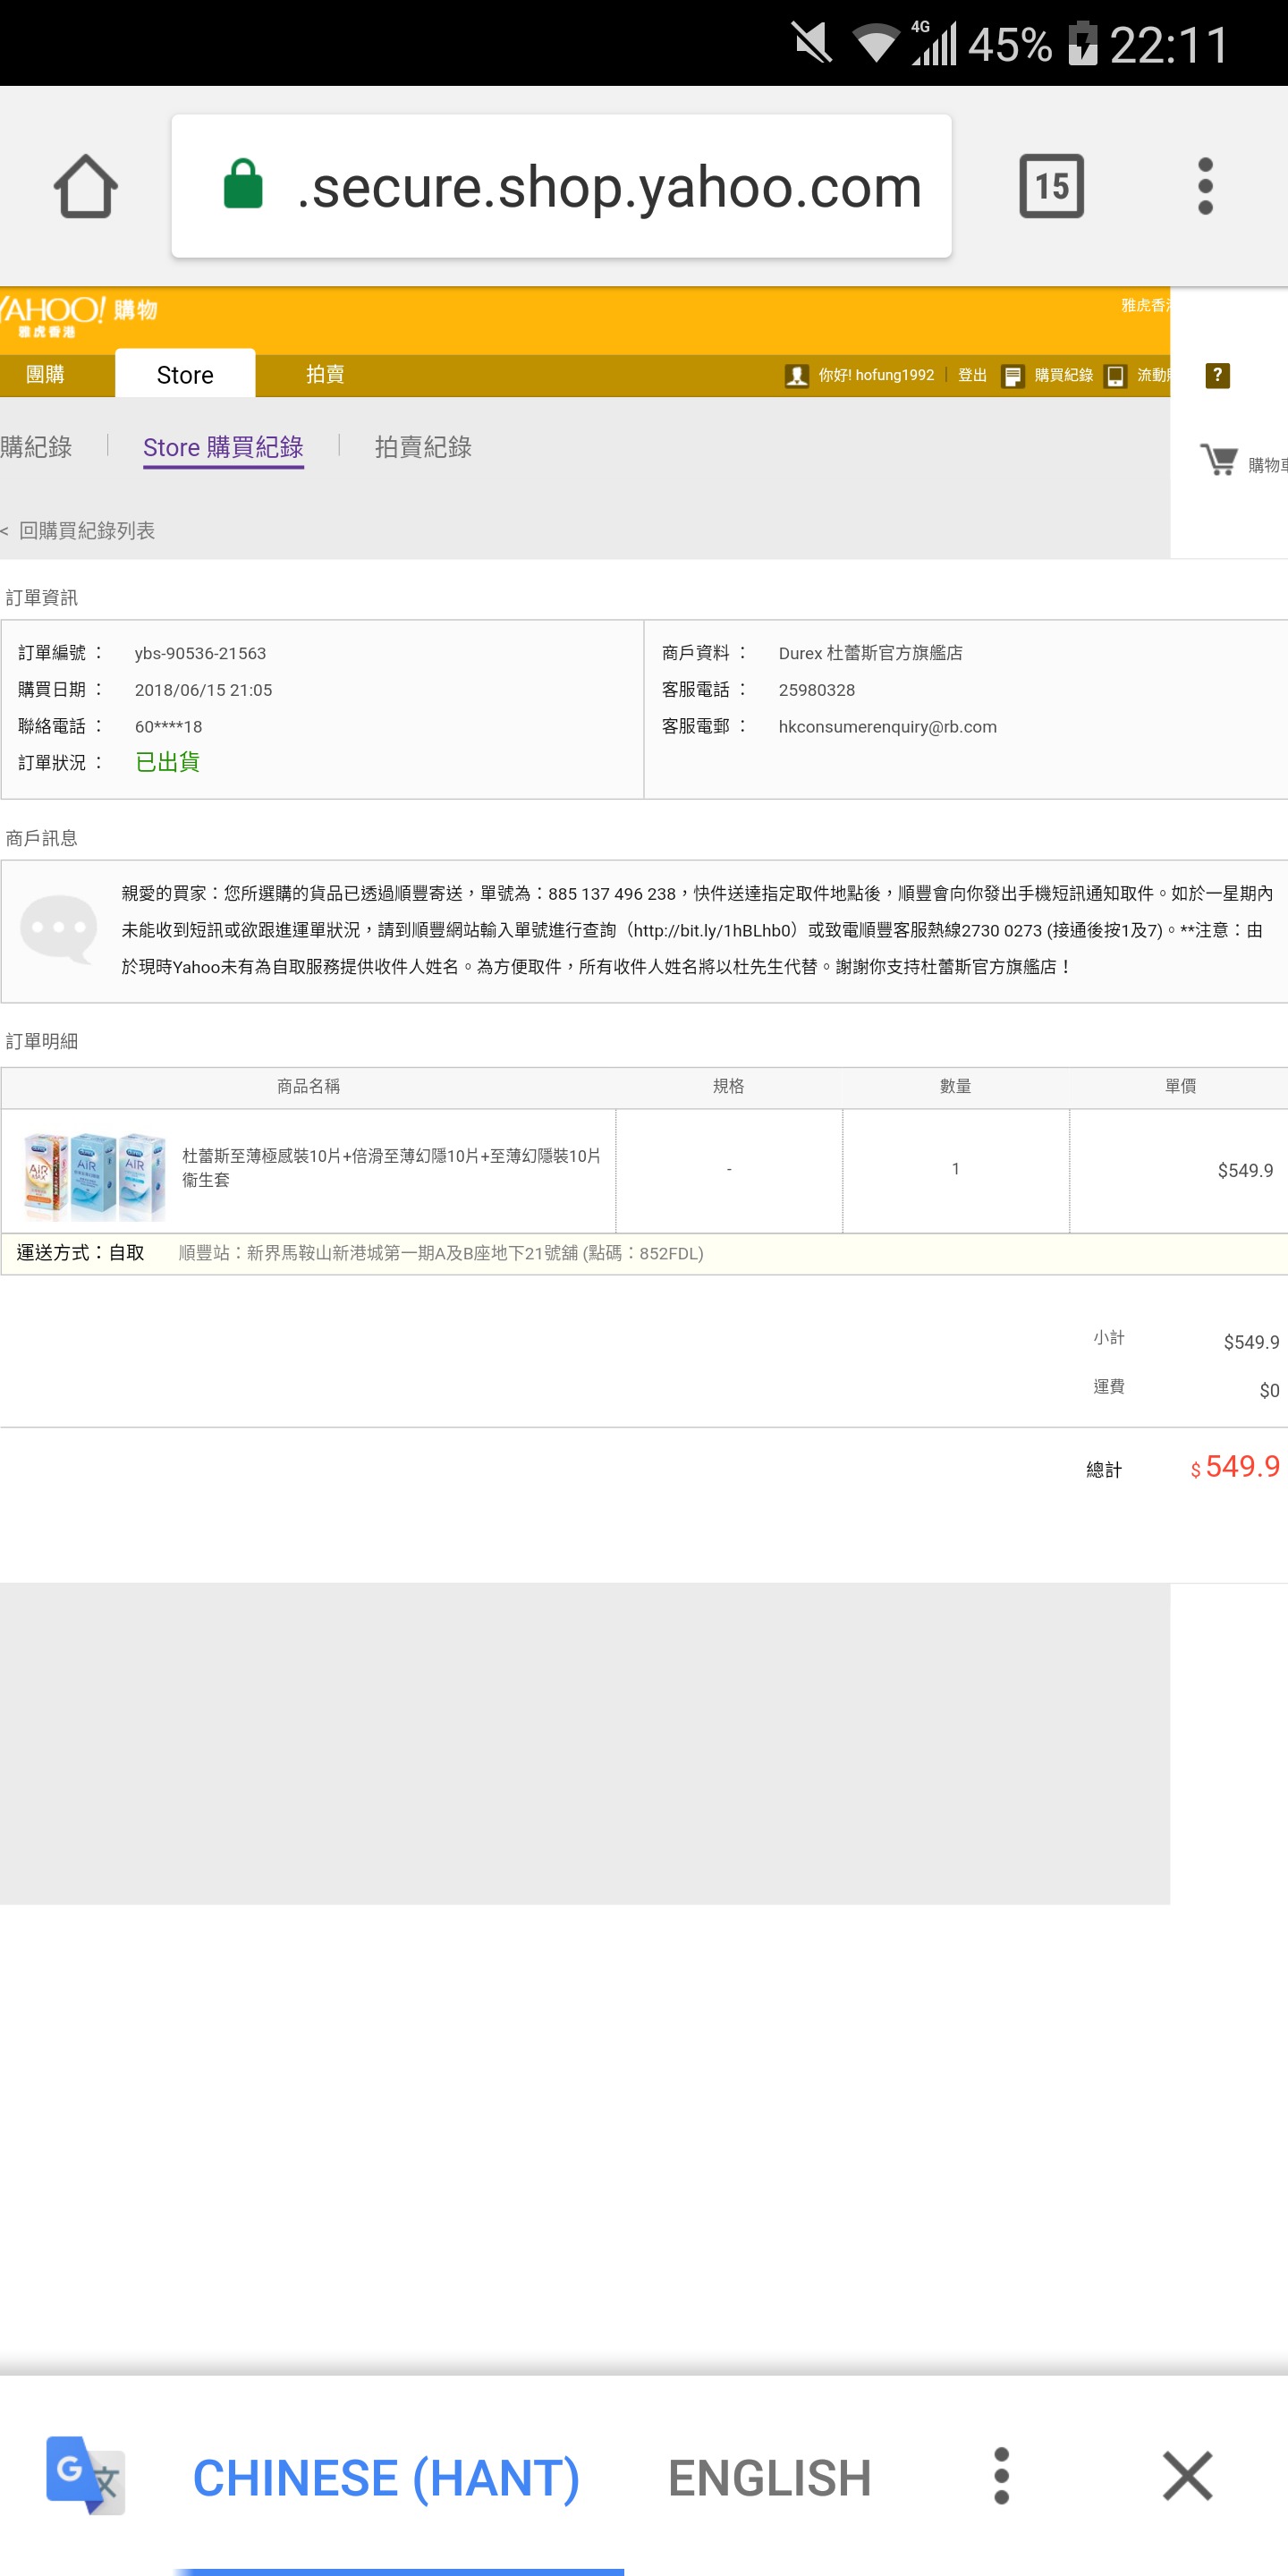 4G 45% 22:11
.secure.shop.yahoo.com 15
YAHOO! 購物 雅虎香
雅虎香港
團購 Store 拍賣 你好! hofung1992 登出 購買紀錄 流動 ?
購紀錄 Store 購買紀錄 拍賣紀錄 購物
< 回購買紀錄列表
訂單資訊
訂單編號 : ybs-90536-21563 商戶資料 : Durex 杜蕾斯官方旗艦店
購買日期 : 2018/06/15 21:05 客服電話 : 25980328
聯絡電話 : 60****18 客服電郵 : hkconsumerenquiry@rb.com
訂單狀況 : 已出貨
商戶訊息
親愛的買家：您所選購的貨品已透過順豐寄送，單號為：885 137 496 238，快件送達指定取件地點後，順豐會向你發出手機短訊通知取件。如於一星期內
未能收到短訊或欲跟進運單狀況，請到順豐網站輸入單號進行查詢（http://bit.ly/1hBLhb0）或致電順豐客服熱線2730 0273 (接通後按1及7)。**注意：由
於現時Yahoo未有為自取服務提供收件人姓名。為方便取件，所有收件人姓名將以杜先生代替。謝謝你支持杜蕾斯官方旗艦店！
訂單明細
商品名稱 規格 數量 單價
杜蕾斯至薄極感裝10片+倍滑至薄幻隱10片+至薄幻隱裝10片
衞生套 - 1 $549.9
運送方式：自取 順豐站：新界馬鞍山新港城第一期A及B座地下21號舖 (點碼：852FDL)
小計 $549.9
運費 $0
總計 $ 549.9
G 文 CHINESE (HANT) ENGLISH